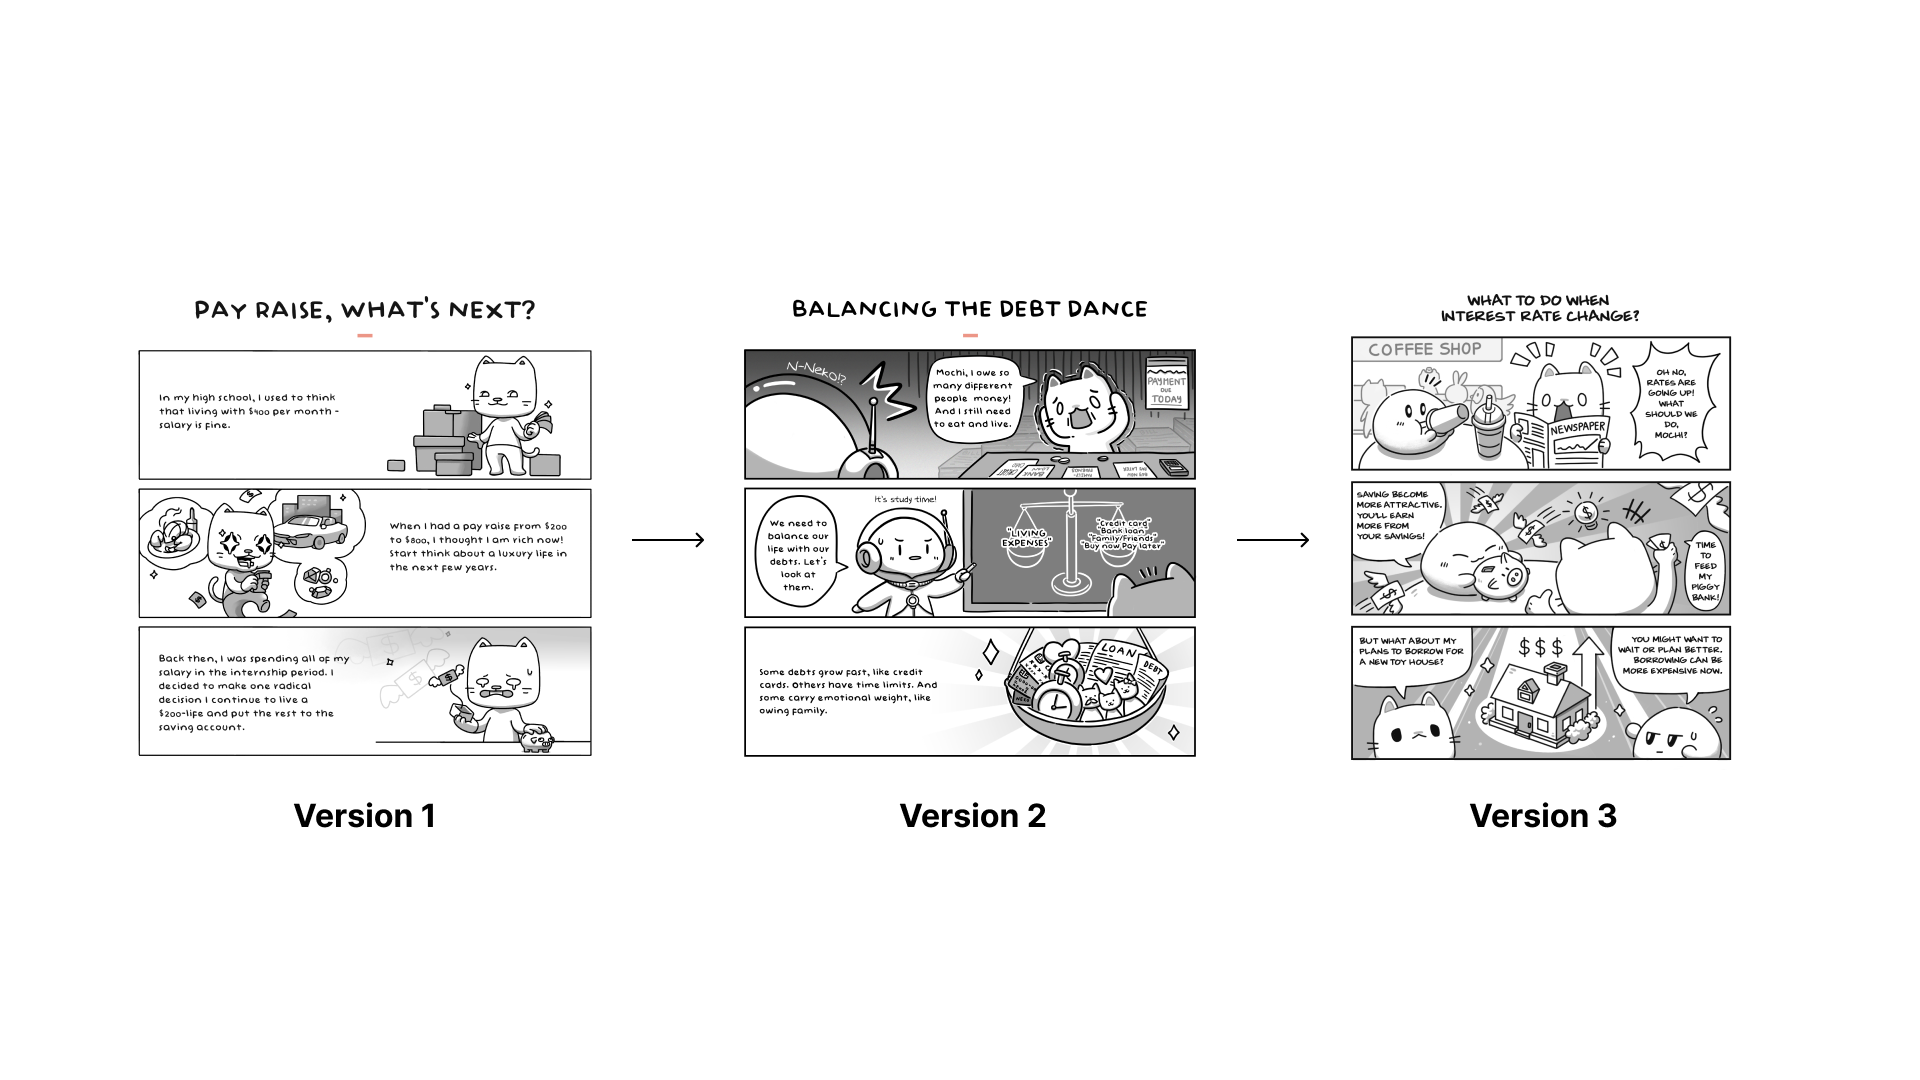 PAY RAISE, WHAT'S NEXT?
In my high school, I used to think
that living with $400 per month -
salary is fine.
When I had a pay raise from $200
to $800, I thought I am rich now!
Start think about a luxury life in
the next few years.
Back then, I was spending all of my
salary in the internship period. I
decided to make one radical
decision I continue to live a
$200-life and put the rest to the
saving account.
Version 1
BALANCING THE DEBT DANCE
N-Neko!?
Mochi, I owe so
many different
people money!
And I still need
to eat and live.
PAYMENT
DUE
TODAY
CREDIT
CARD
BANK
LOAN
FAMILY-
FRIENDS
BUY NOW
PAY LATER
We need to
balance our
life with our
debts. Let's
look at
them.
It's study time!
"LIVING
EXPENSES"
"Credit card"
"Bank loan"
"Family/Friends"
"Buy now Pay later"
Some debts grow fast, like credit
cards. Others have time limits. And
some carry emotional weight, like
owing family.
LOAN
DEBT
Version 2
WHAT TO DO WHEN
INTEREST RATE CHANGE?
COFFEE SHOP
NEWSPAPER
OH NO,
RATES ARE
GOING UP!
WHAT
SHOULD WE
DO,
MOCHI?
SAVING BECOME
MORE ATTRACTIVE.
YOU'LL EARN
MORE FROM
YOUR SAVINGS!
TIME
TO
FEED
MY
PIGGY
BANK!
BUT WHAT ABOUT MY
PLANS TO BORROW FOR
A NEW TOY HOUSE?
$ $ $
YOU MIGHT WANT TO
WAIT OR PLAN BETTER.
BORROWING CAN BE
MORE EXPENSIVE NOW.
Version 3